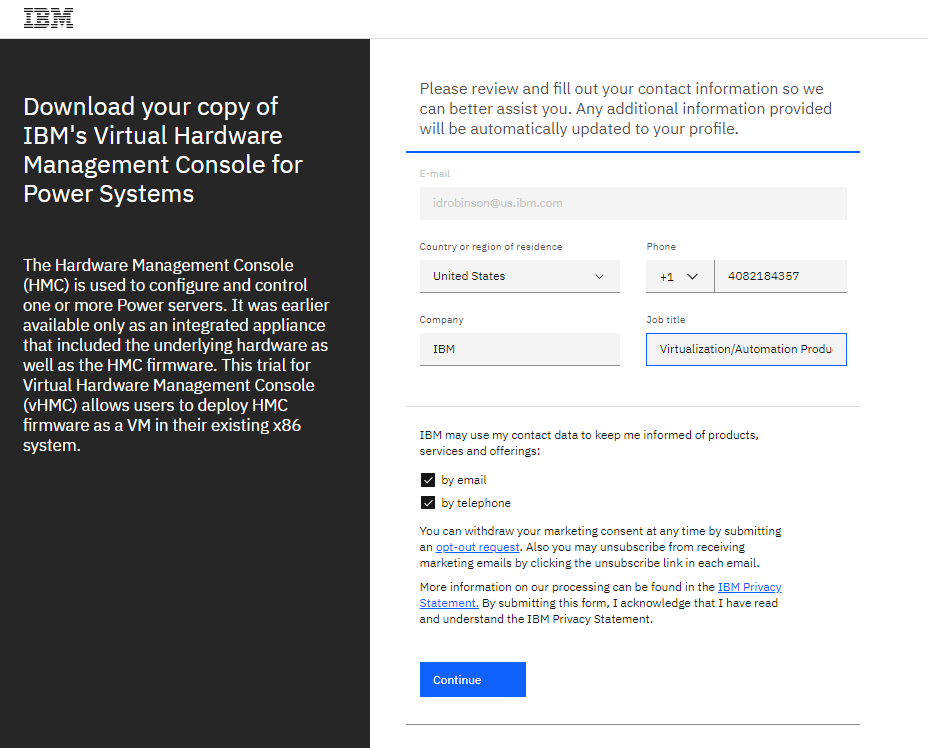 IBM
Download your copy of
IBM's Virtual Hardware
Management Console for
Power Systems
The Hardware Management Console
(HMC) is used to configure and control
one or more Power servers. It was earlier
available only as an integrated appliance
that included the underlying hardware as
well as the HMC firmware. This trial for
Virtual Hardware Management Console
(vHMC) allows users to deploy HMC
firmware as a VM in their existing x86
system.
Please review and fill out your contact information so we
can better assist you. Any additional information provided
will be automatically updated to your profile.
E-mail
idrobinson@us.ibm.com
Country or region of residence
United States
Phone
+1 4082184357
Company
IBM
Job title
Virtualization/Automation Produ
IBM may use my contact data to keep me informed of products,
services and offerings:
by email
by telephone
You can withdraw your marketing consent at any time by submitting
an opt-out request. Also you may unsubscribe from receiving
marketing emails by clicking the unsubscribe link in each email.
More information on our processing can be found in the IBM Privacy
Statement. By submitting this form, I acknowledge that I have read
and understand the IBM Privacy Statement.
Continue